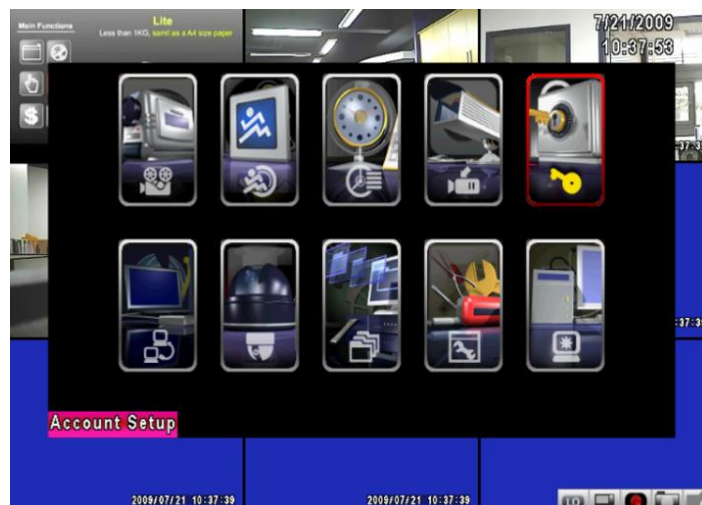 Main Functions
Lite
Less than 1KG, samll as a A4 size paper
7/21/2009
10:37:53
Account Setup
2009/07/21 10:37:39
2009/07/21 10:37:39